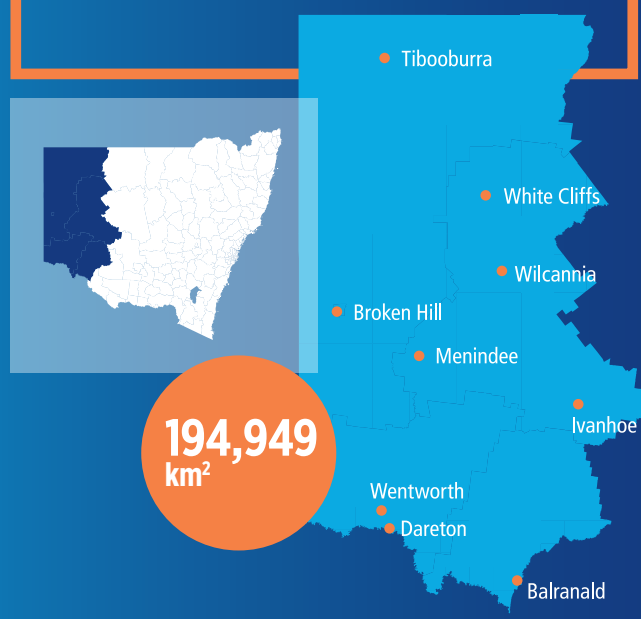 Tibooburra
White Cliffs
Wilcannia
Broken Hill
Menindee
Ivanhoe
194,949
km²
Wentworth
Dareton
Balranald